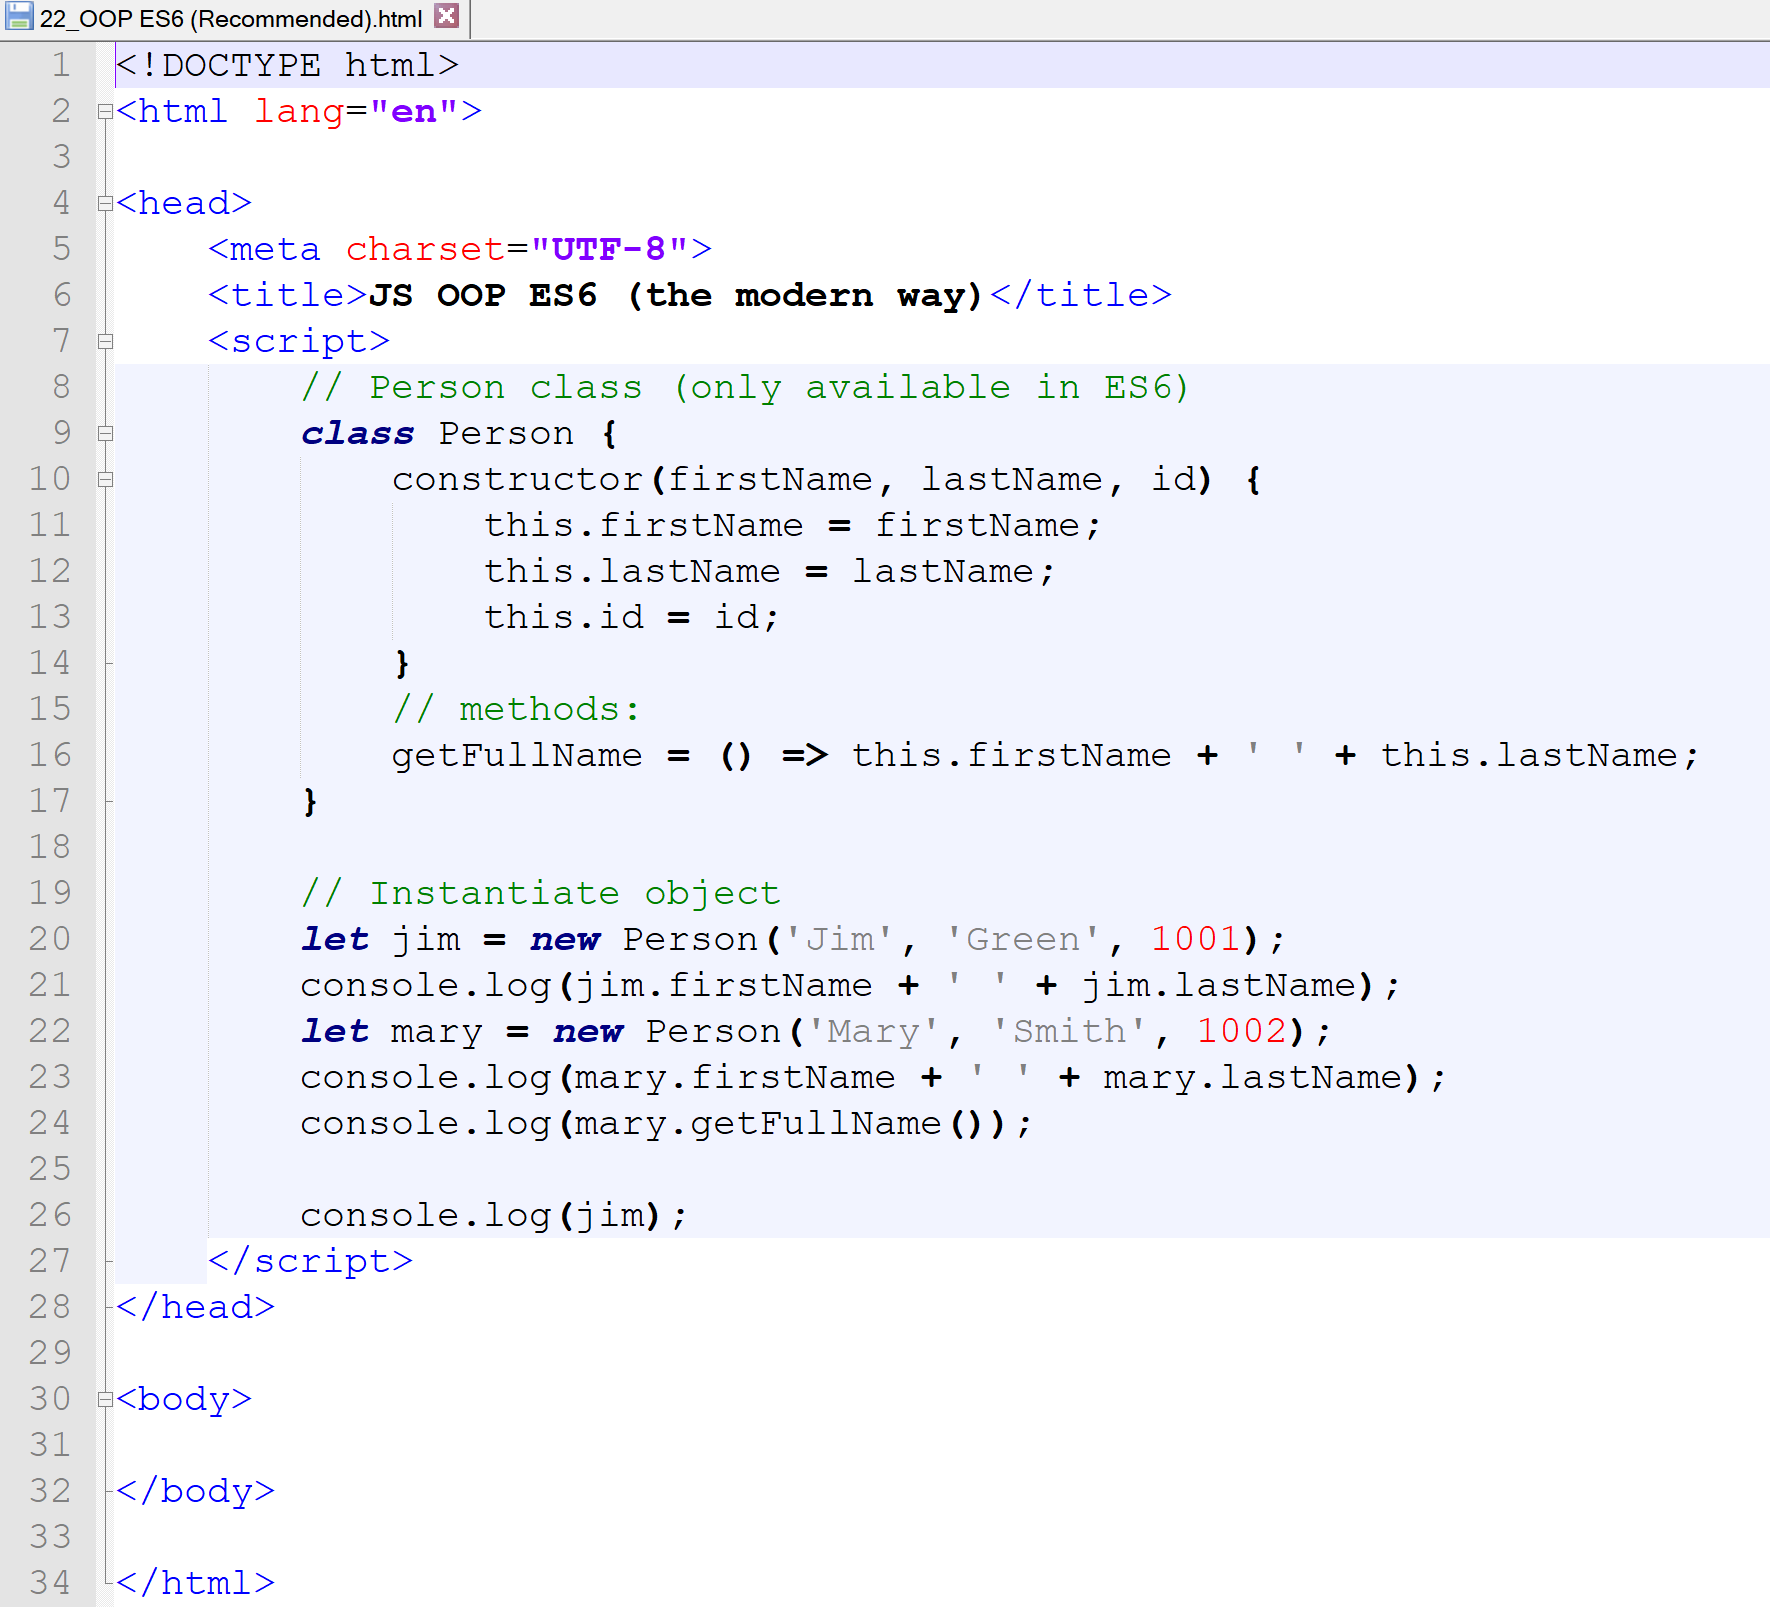 22_OOP ES6 (Recommended).html
1 <!DOCTYPE html>
2 <html lang="en">
3
4 <head>
5     <meta charset="UTF-8">
6     <title>JS OOP ES6 (the modern way)</title>
7     <script>
8         // Person class (only available in ES6)
9         class Person {
10             constructor(firstName, lastName, id) {
11                 this.firstName = firstName;
12                 this.lastName = lastName;
13                 this.id = id;
14             }
15             // methods:
16             getFullName = () => this.firstName + ' ' + this.lastName;
17         }
18
19         // Instantiate object
20         let jim = new Person('Jim', 'Green', 1001);
21         console.log(jim.firstName + ' ' + jim.lastName);
22         let mary = new Person('Mary', 'Smith', 1002);
23         console.log(mary.firstName + ' ' + mary.lastName);
24         console.log(mary.getFullName());
25
26         console.log(jim);
27     </script>
28 </head>
29
30 <body>
31
32 </body>
33
34 </html>